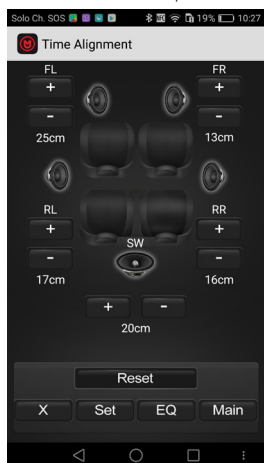 Solo Ch. SOS 19% 10:27
Time Alignment
FL FR
+ +
- -
25cm 13cm
RL RR
+ +
- SW -
17cm 16cm
+ -
20cm
Reset
X Set EQ Main